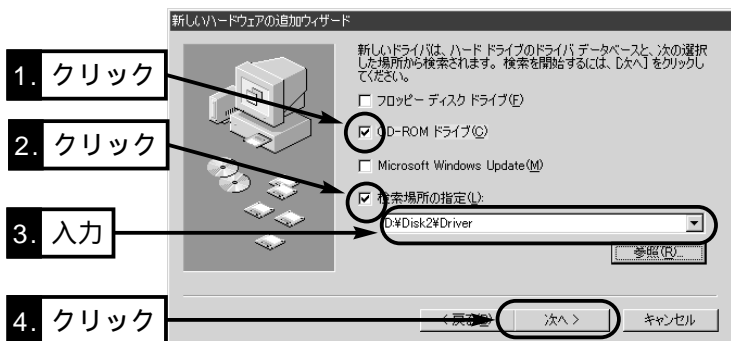 新しいハードウェアの追加ウィザード
新しいドライバは、ハード ドライブのドライバ データベースと、次の選択
した場所から検索されます。検索を開始するには、[次へ] をクリックし
てください。
1. クリック
フロッピー ディスク ドライブ(F)
CD-ROM ドライブ(C)
2. クリック
Microsoft Windows Update(M)
検索場所の指定(L):
3. 入力
D:¥Disk2¥Driver
参照(R)...
4. クリック
< 戻る(B)
次へ >
キャンセル